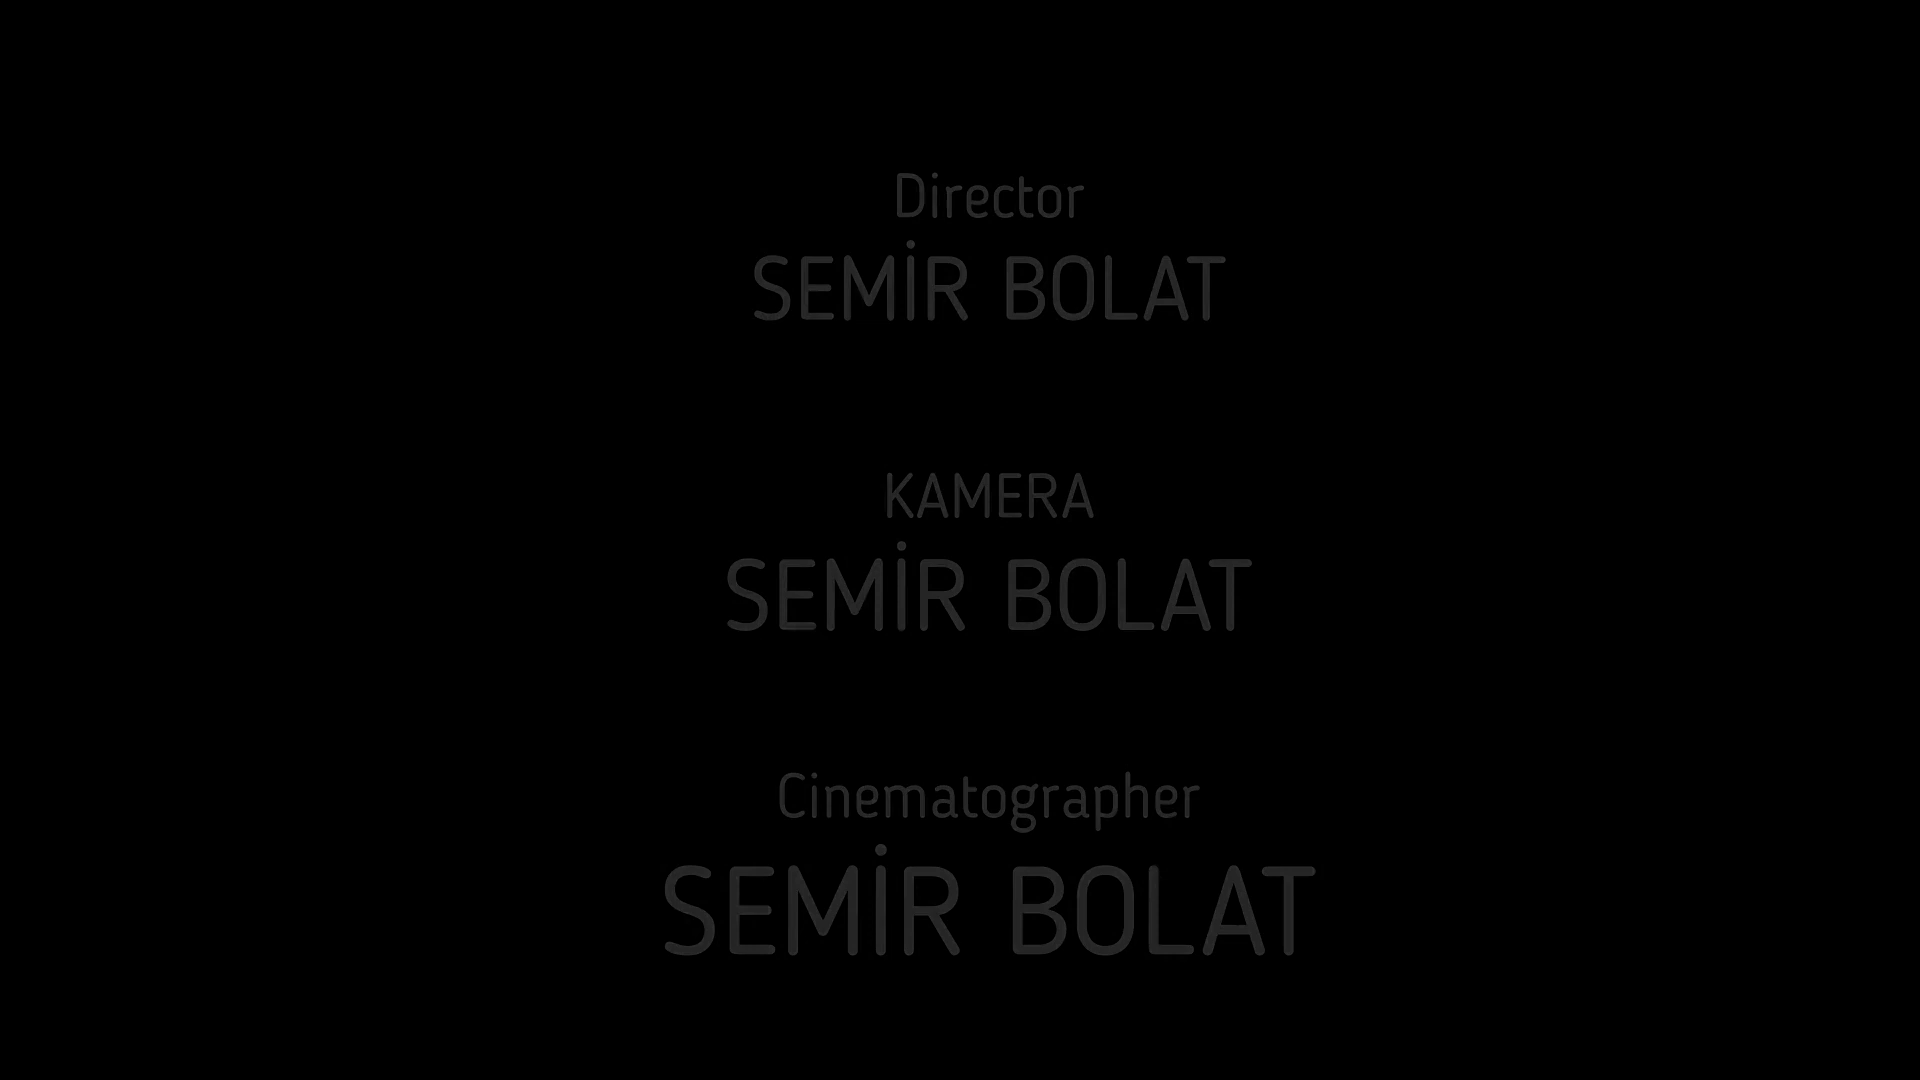 Director
SEMİR BOLAT
KAMERA
SEMİR BOLAT
Cinematographer
SEMİR BOLAT